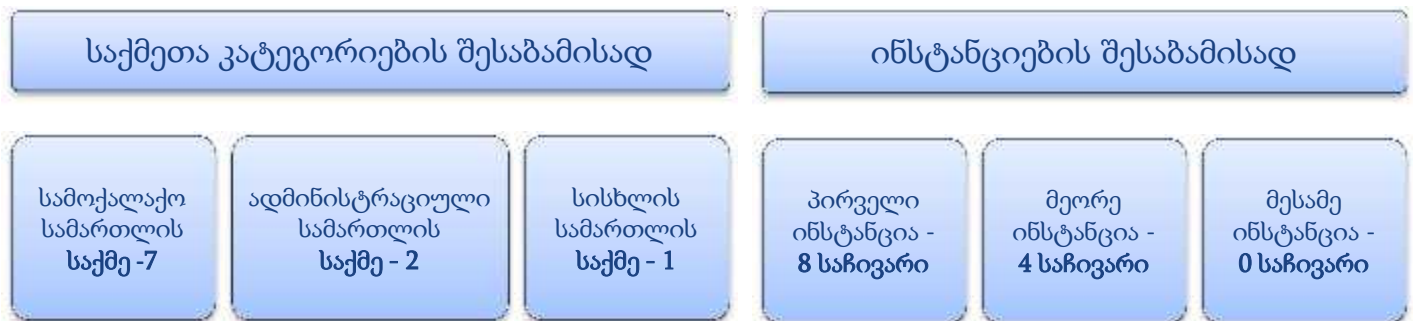 საქმეთა კატეგორიების შესაბამისად
სამოქალაქო
სამართლის
საქმე -7
ადმინისტრაციული
სამართლის
საქმე - 2
სისხლის
სამართლის
საქმე - 1
ინსტანციების შესაბამისად
პირველი
ინსტანცია -
8 საჩივარი
მეორე
ინსტანცია -
4 საჩივარი
მესამე
ინსტანცია -
0 საჩივარი